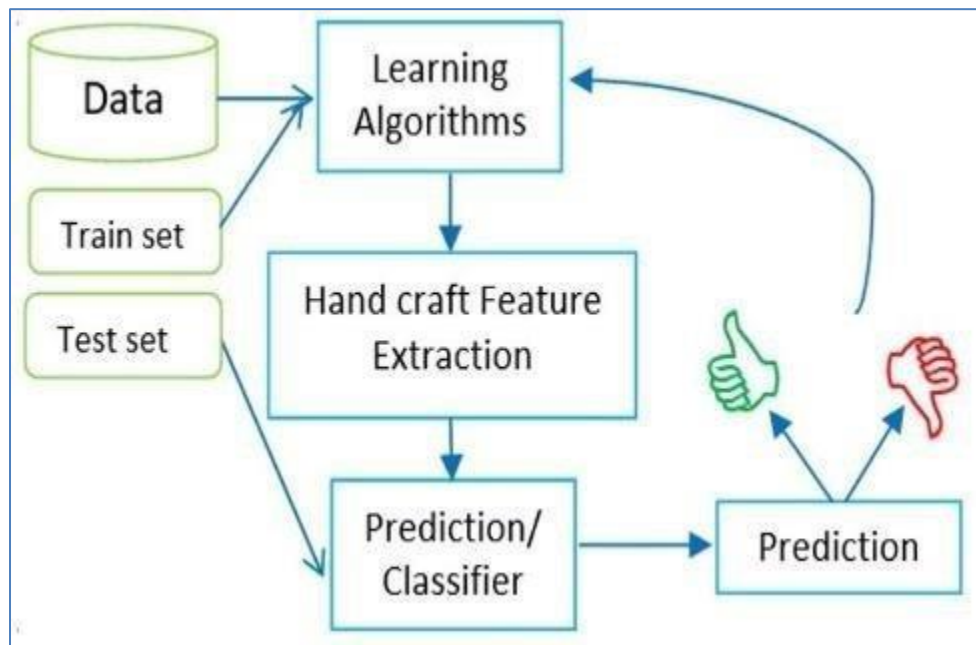 Data
Train set
Test set
Learning
Algorithms
Hand craft Feature
Extraction
Prediction/
Classifier
Prediction